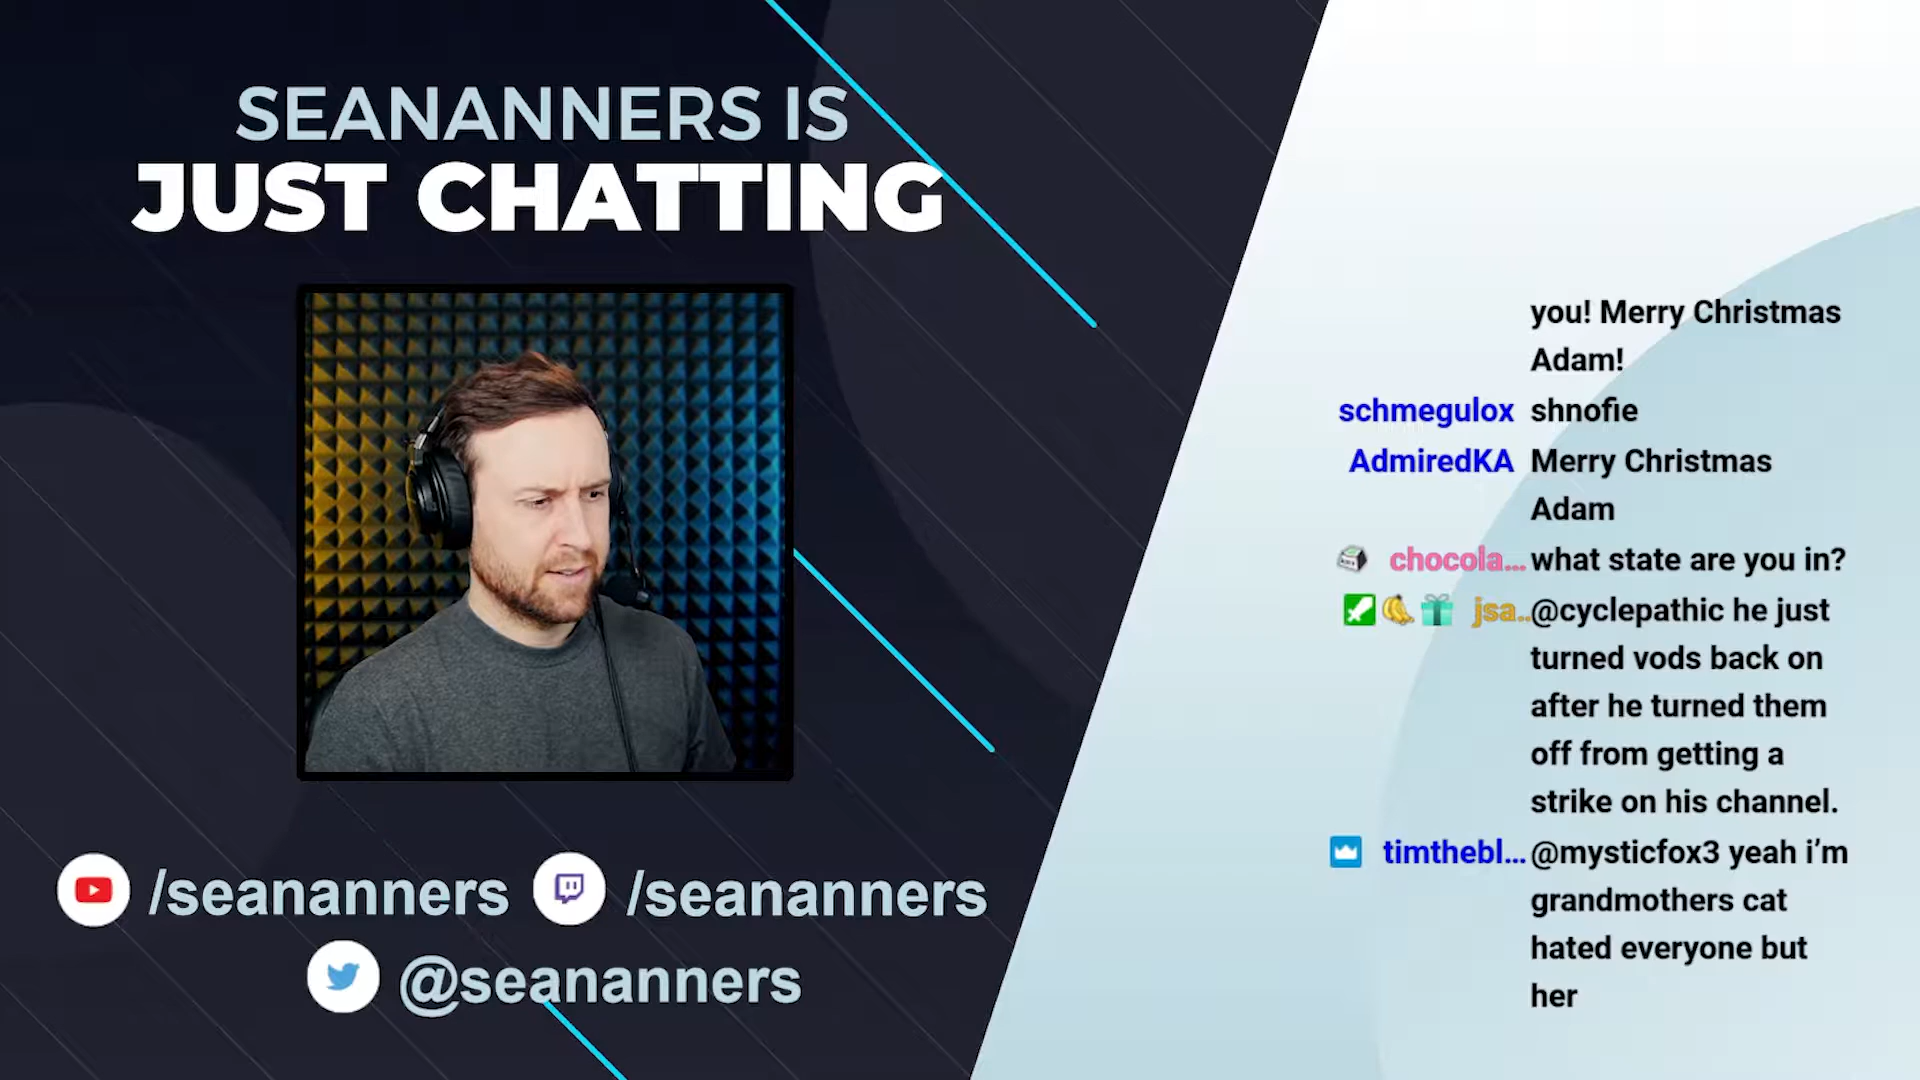 SEANANNERS IS
JUST CHATTING
/seananners /seananners
@seananners
you! Merry Christmas
Adam!
schmegulox shnofie
AdmiredKA Merry Christmas
Adam
chocola... what state are you in?
jsa.. @cyclepathic he just
turned vods back on
after he turned them
off from getting a
strike on his channel.
timthebl... @mysticfox3 yeah i’m
grandmothers cat
hated everyone but
her